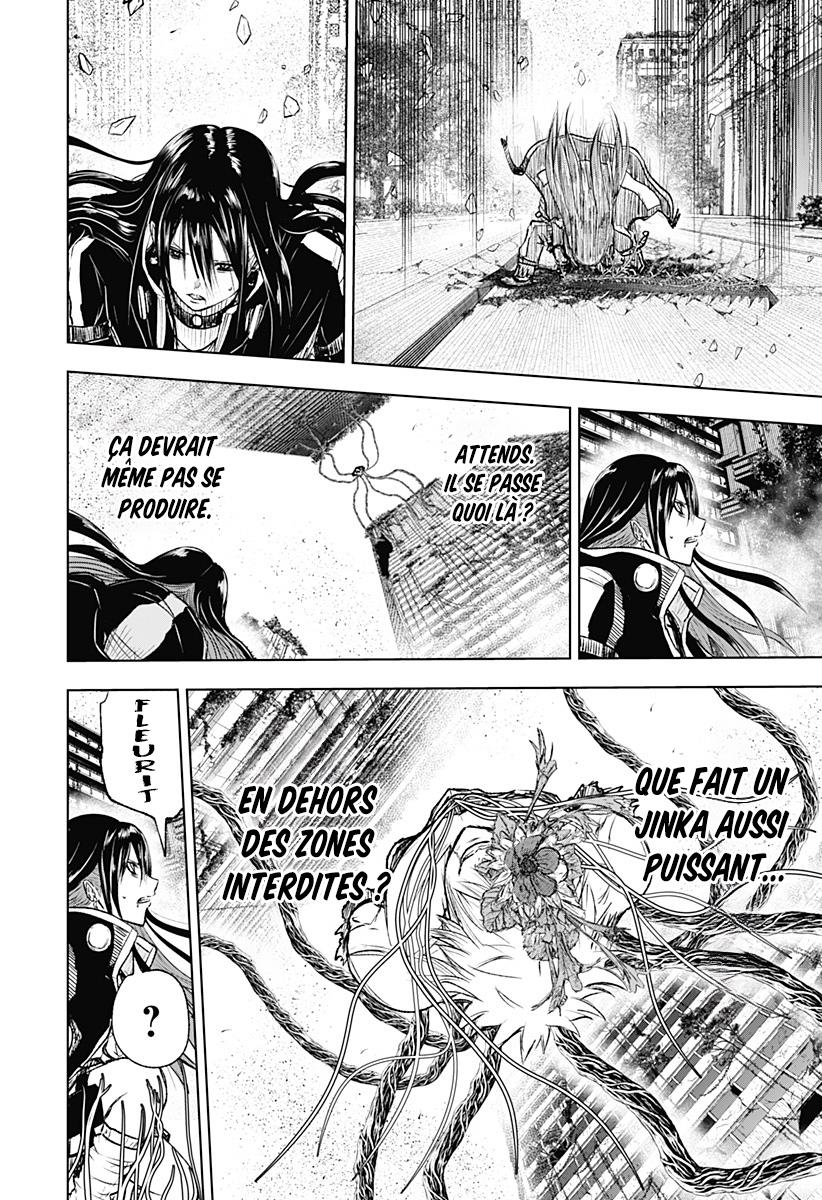 ATTENDS.
IL SE PASSE
QUOI LÀ ?
ÇA DEVRAIT
MÊME PAS SE
PRODUIRE.
QUE FAIT UN
JINKA AUSSI
PUISSANT...
EN DEHORS
DES ZONES
INTERDITES ?
FLEURIT
?